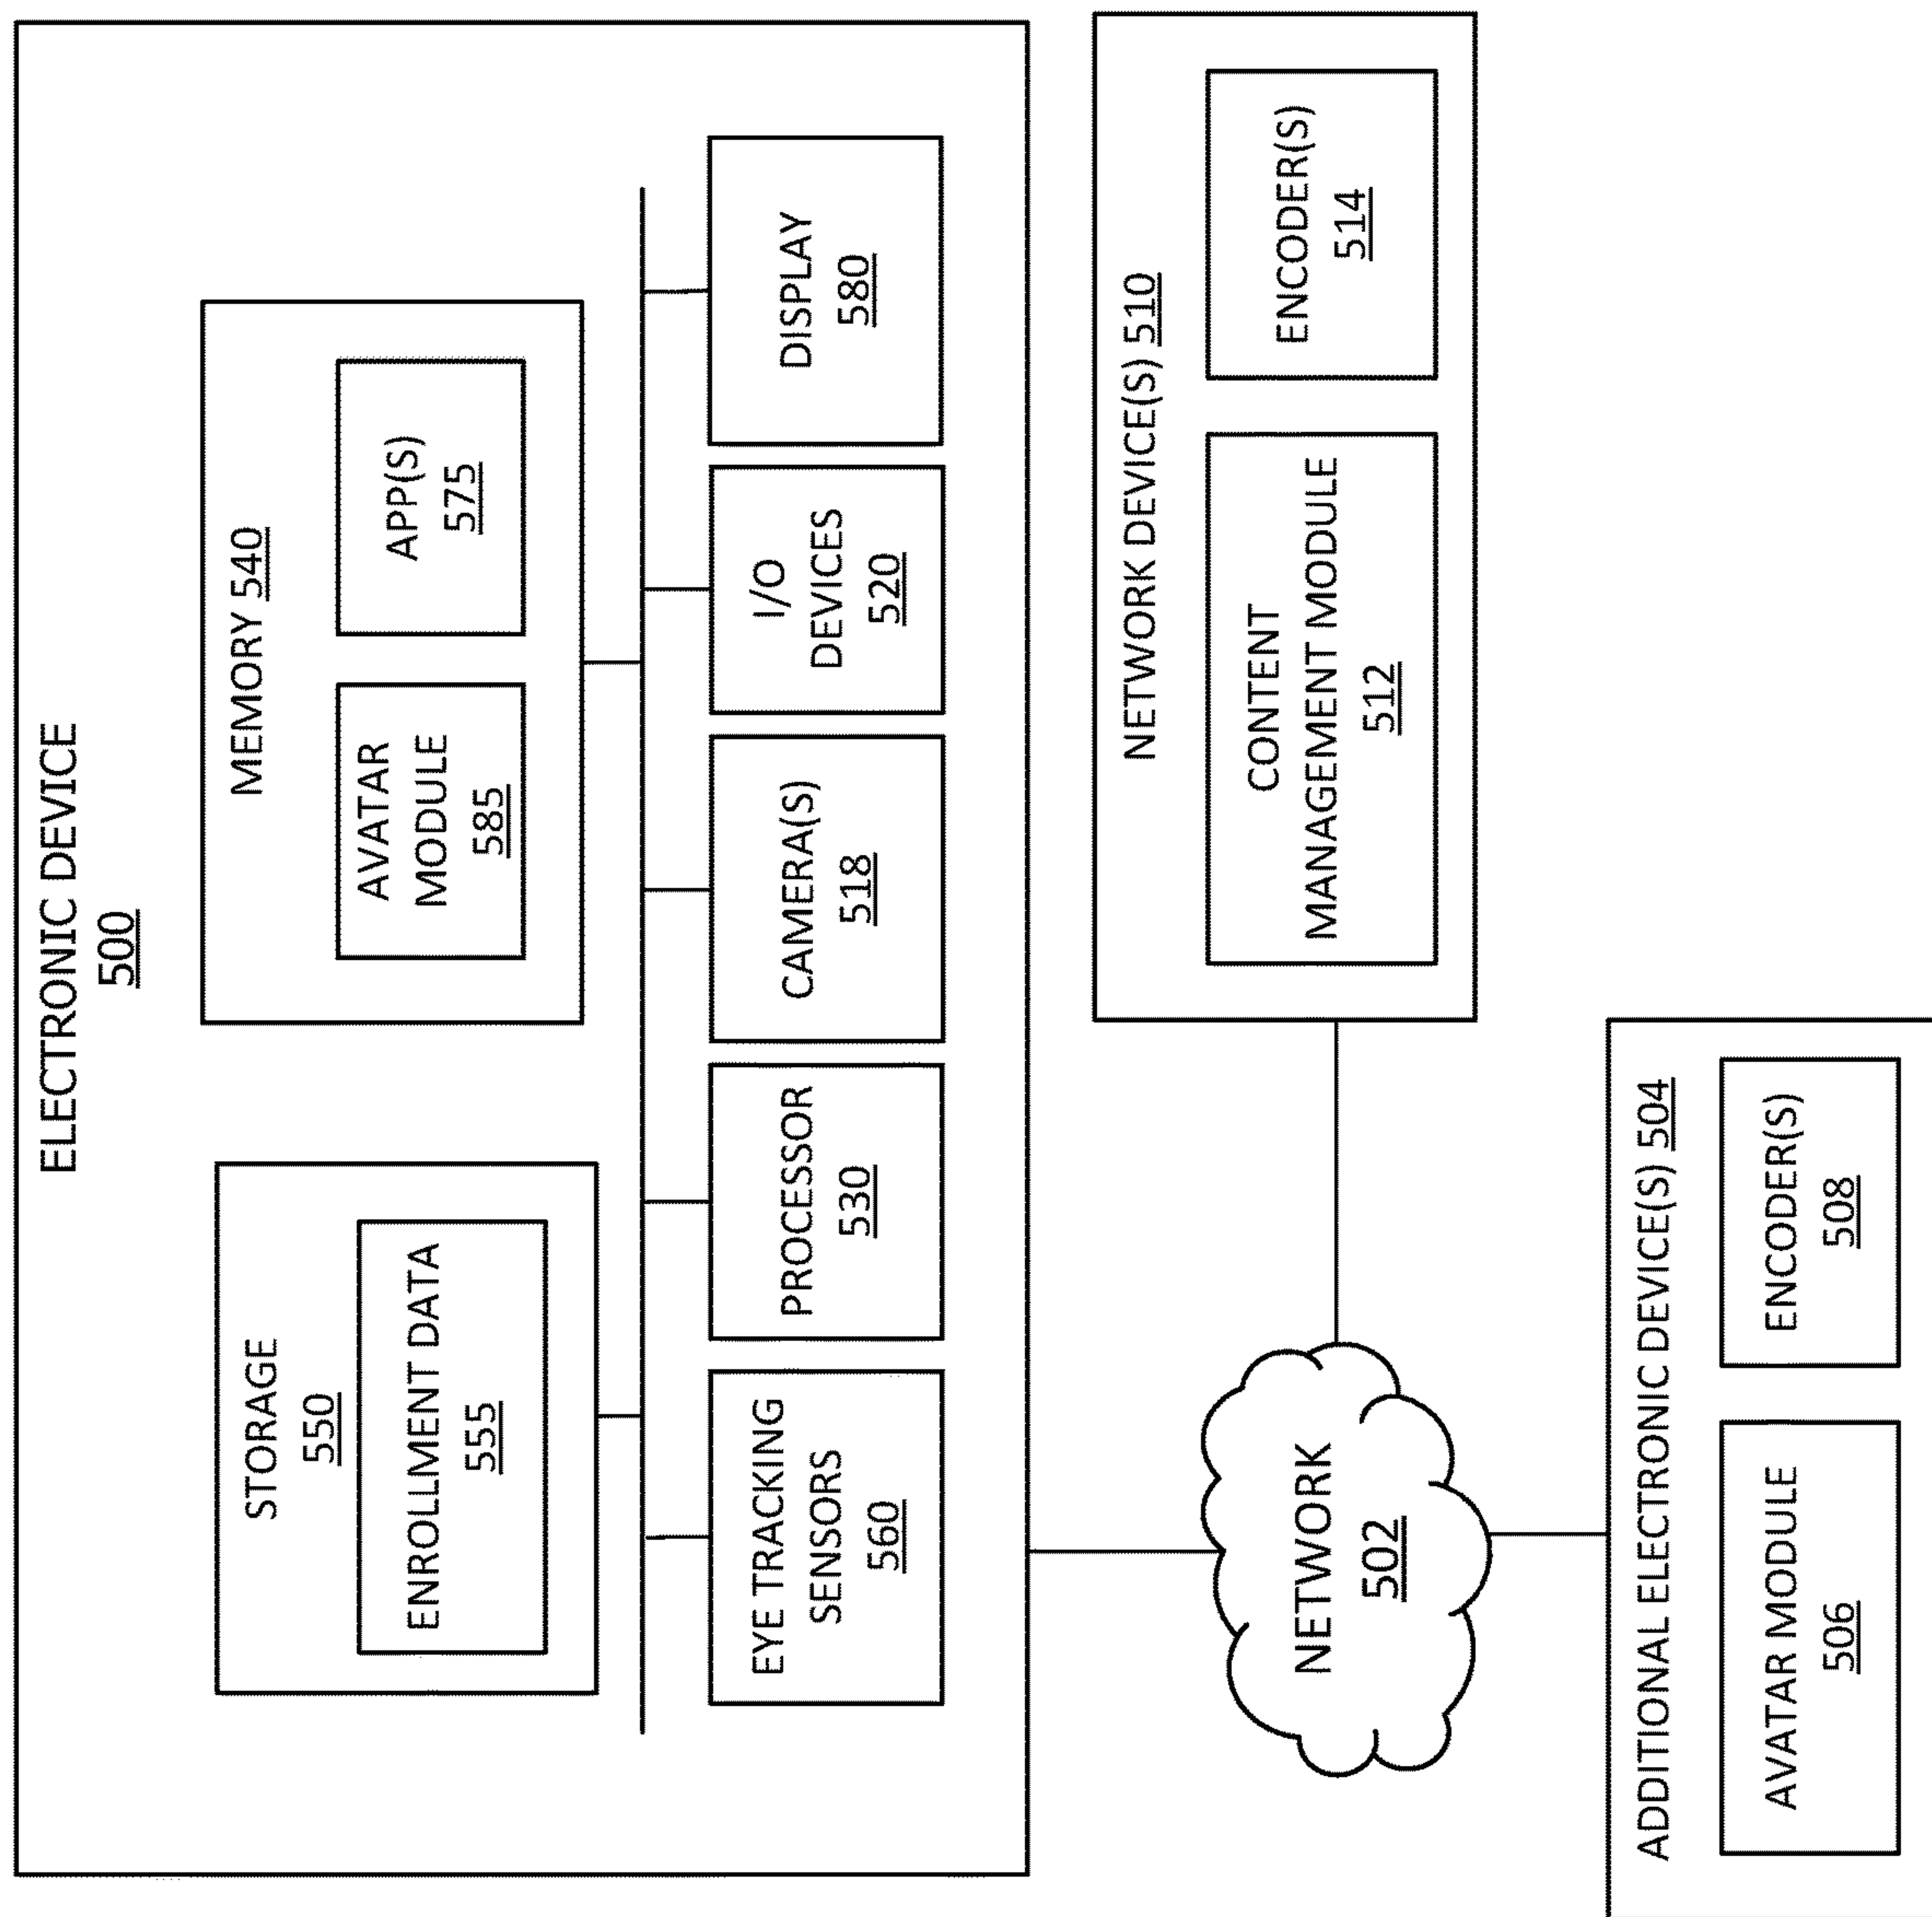 ELECTRONIC DEVICE
500
STORAGE
550
ENROLLMENT DATA
555
MEMORY 540
AVATAR
MODULE
585
APP(S)
575
EYE TRACKING
SENSORS
560
PROCESSOR
530
CAMERA(S)
518
I/O
DEVICES
520
DISPLAY
580
NETWORK
502
NETWORK DEVICE(S) 510
CONTENT
MANAGEMENT MODULE
512
ENCODER(S)
514
ADDITIONAL ELECTRONIC DEVICE(S) 504
AVATAR MODULE
506
ENCODER(S)
508